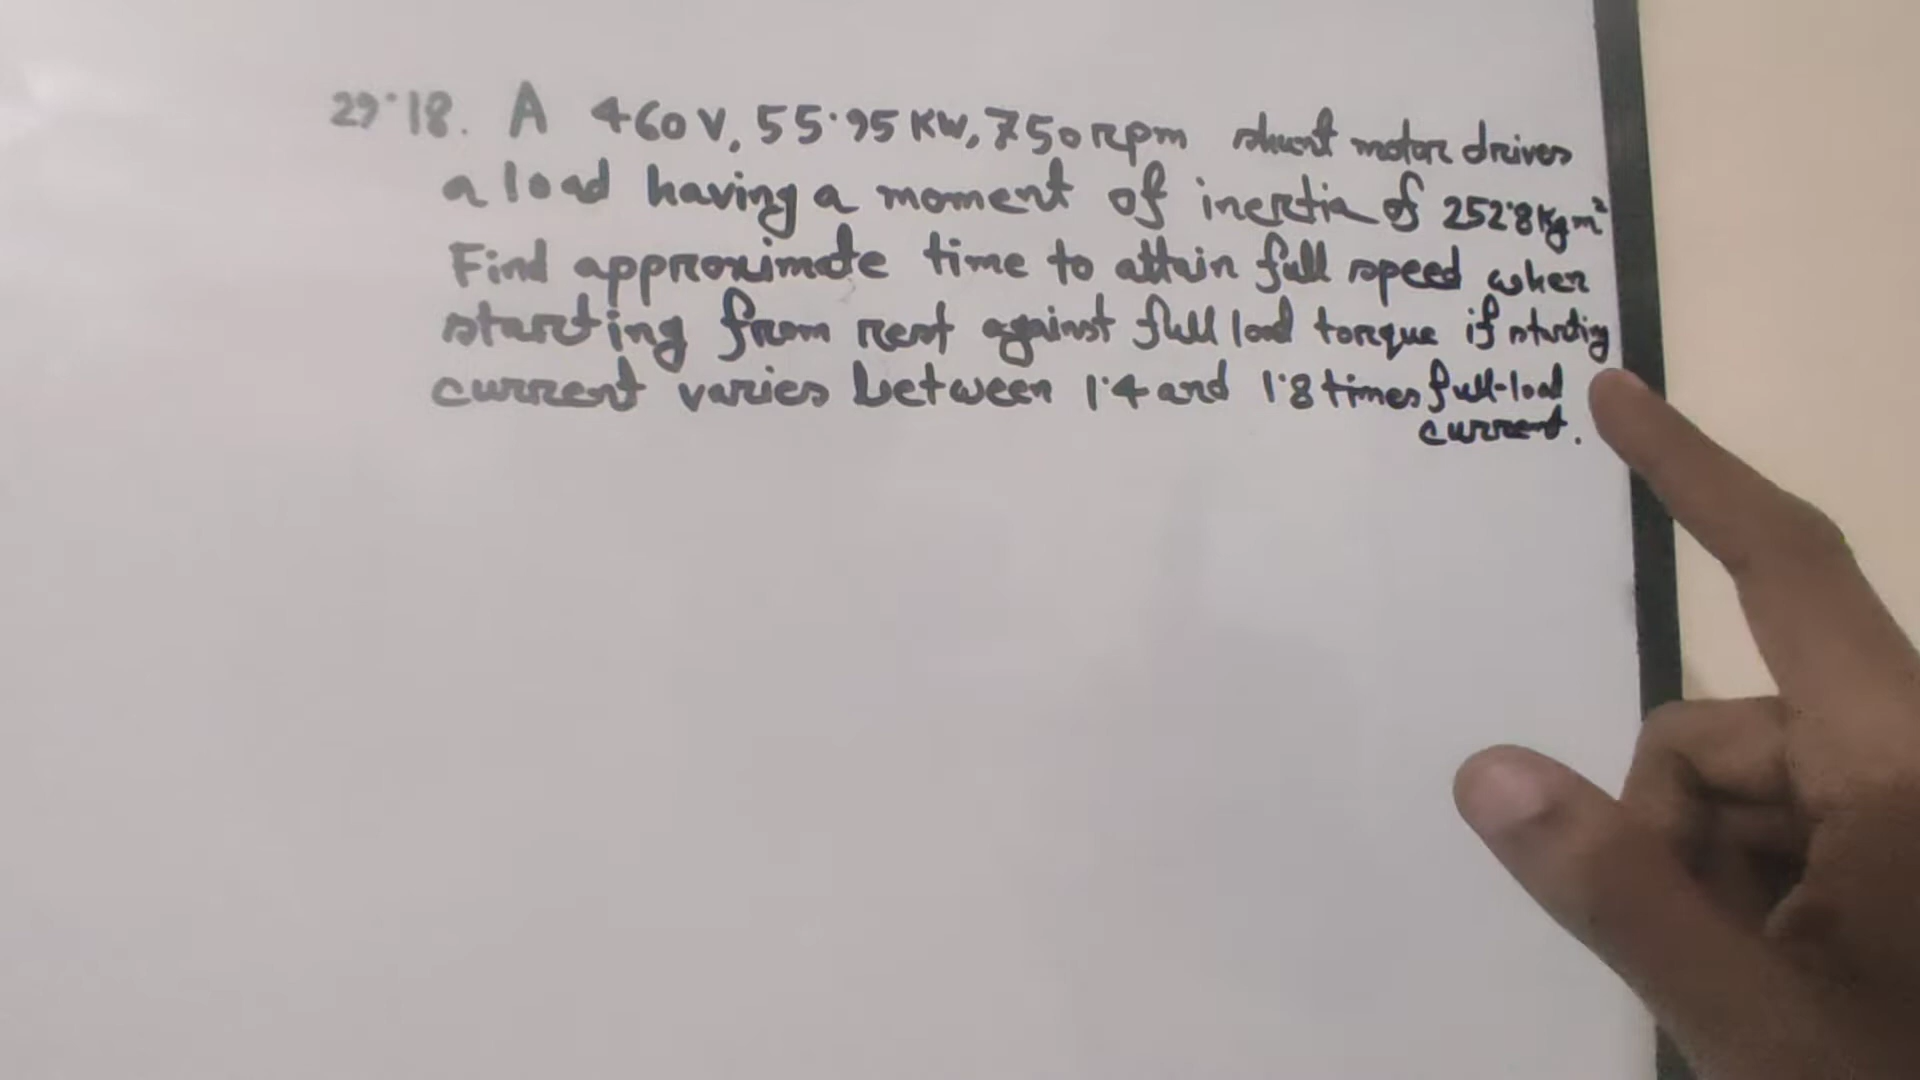 29.18. A 460V, 55.95 KW, 750 rpm shunt motor drives
a load having a moment of inertia of 252.8 kgm²
Find approximate time to attain full speed when
starting from rest against full load torque if starting
current varies between 1.4 and 1.8 times full-load
current.